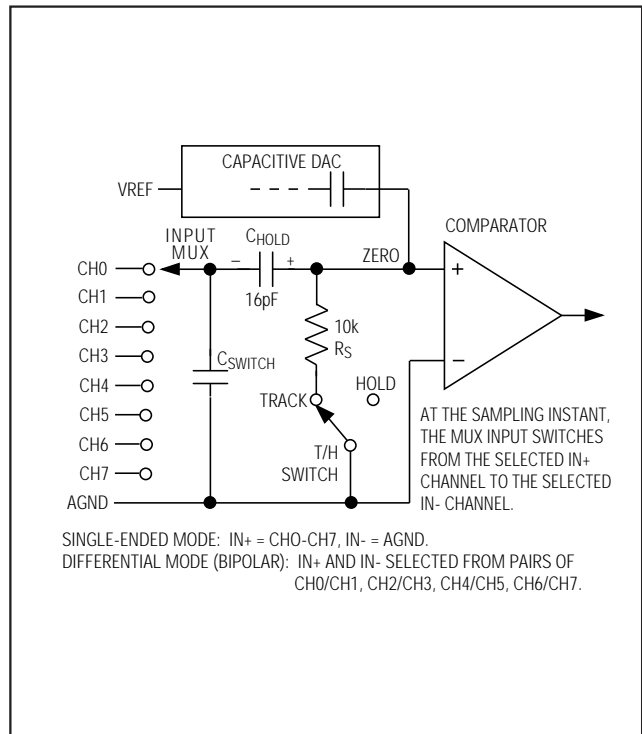 CAPACITIVE DAC
VREF
COMPARATOR
INPUT
MUX
CHOLD
ZERO
– +
16pF
+
CH0
CH1
CH2
CH3
CH4
CH5
CH6
CH7
AGND
10k
RS
CSWITCH
–
TRACK
HOLD
T/H
SWITCH
AT THE SAMPLING INSTANT,
THE MUX INPUT SWITCHES
FROM THE SELECTED IN+
CHANNEL TO THE SELECTED
IN- CHANNEL.
SINGLE-ENDED MODE: IN+ = CHO-CH7, IN- = AGND.
DIFFERENTIAL MODE (BIPOLAR): IN+ AND IN- SELECTED FROM PAIRS OF
CH0/CH1, CH2/CH3, CH4/CH5, CH6/CH7.